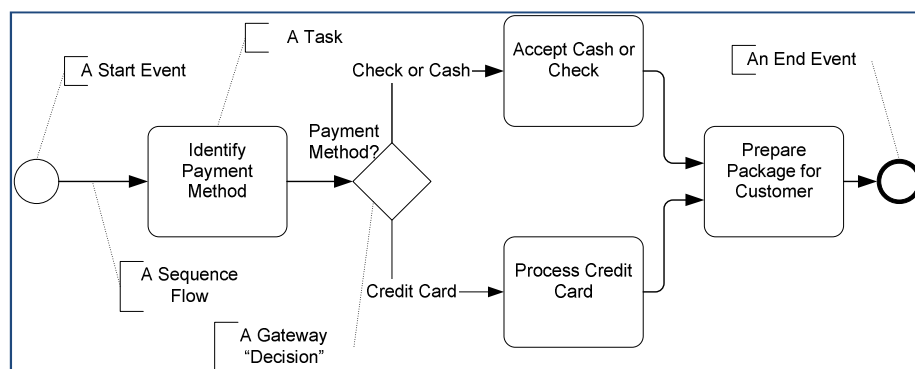 A Start Event
A Task
Identify
Payment
Method
A Sequence
Flow
Payment
Method?
A Gateway
“Decision”
Check or Cash
Accept Cash or
Check
Credit Card
Process Credit
Card
Prepare
Package for
Customer
An End Event